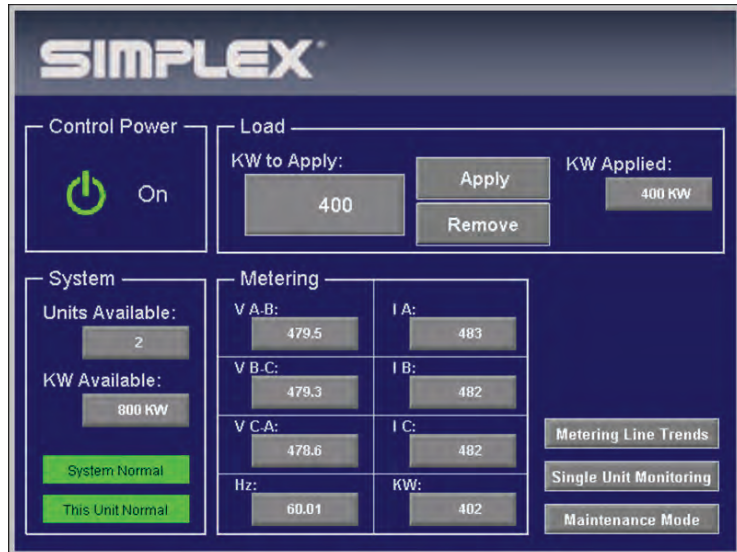 SIMPLEX
Control Power
On
Load
KW to Apply:
400
Apply
Remove
KW Applied:
400 KW
System
Units Available:
2
KW Available:
800 KW
System Normal
This Unit Normal
Metering
V A-B:
479.5
I A:
483
V B-C:
479.3
I B:
482
V C-A:
478.6
I C:
482
Hz:
60.01
KW:
402
Metering Line Trends
Single Unit Monitoring
Maintenance Mode